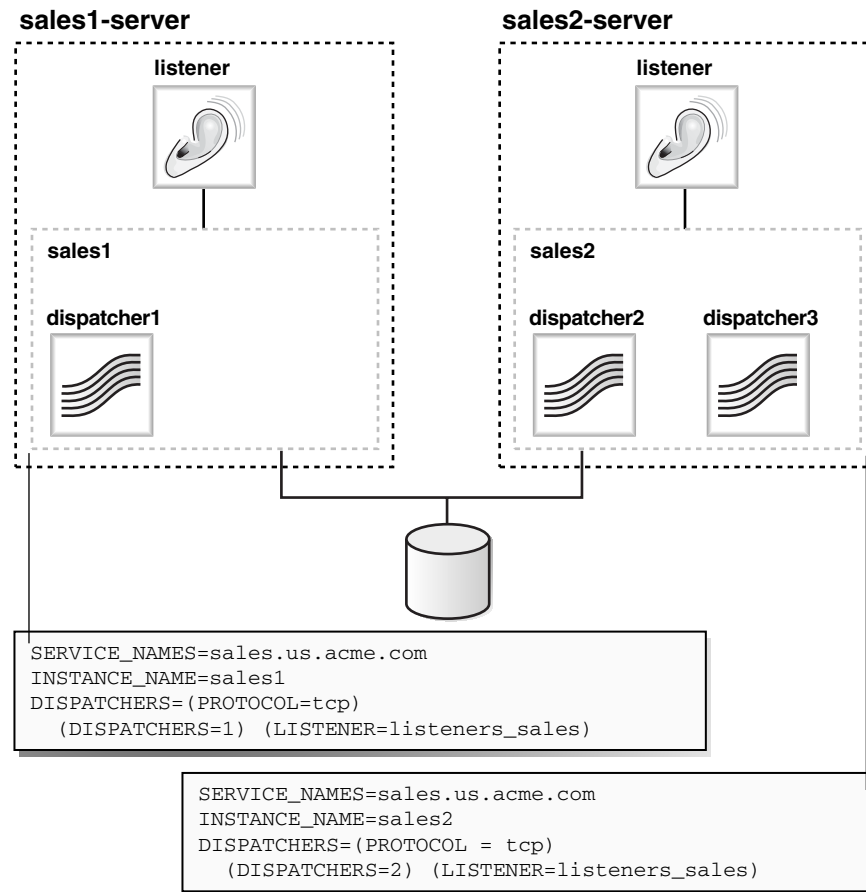 sales1-server
sales2-server
listener
listener
sales1
sales2
dispatcher1
dispatcher2
dispatcher3
SERVICE_NAMES=sales.us.acme.com
INSTANCE_NAME=sales1
DISPATCHERS=(PROTOCOL=tcp)
(DISPATCHERS=1) (LISTENER=listeners_sales)
SERVICE_NAMES=sales.us.acme.com
INSTANCE_NAME=sales2
DISPATCHERS=(PROTOCOL = tcp)
(DISPATCHERS=2) (LISTENER=listeners_sales)